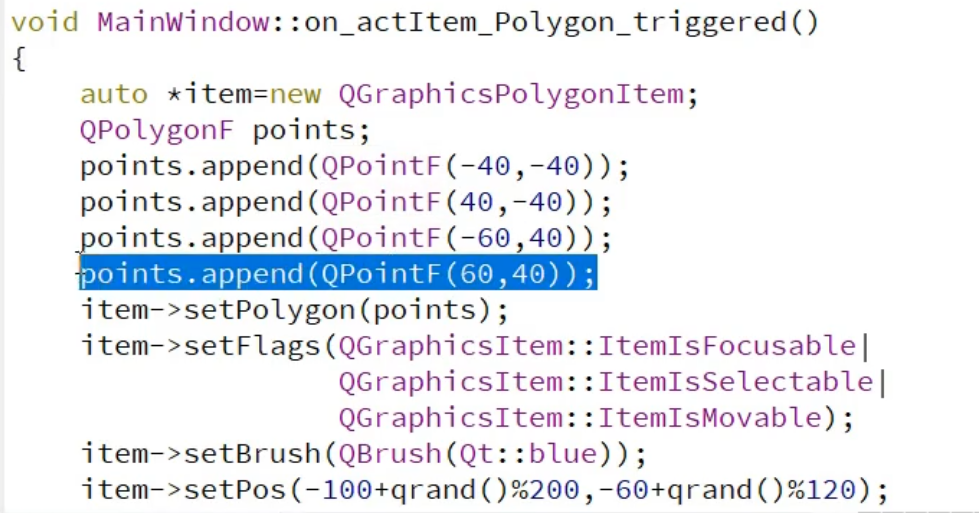 void MainWindow::on_actItem_Polygon_triggered()
{
    auto *item=new QGraphicsPolygonItem;
    QPolygonF points;
    points.append(QPointF(-40,-40));
    points.append(QPointF(40,-40));
    points.append(QPointF(-60,40));
    points.append(QPointF(60,40));
    item->setPolygon(points);
    item->setFlags(QGraphicsItem::ItemIsFocusable|
                   QGraphicsItem::ItemIsSelectable|
                   QGraphicsItem::ItemIsMovable);
    item->setBrush(QBrush(Qt::blue));
    item->setPos(-100+qrand()%200,-60+qrand()%120);